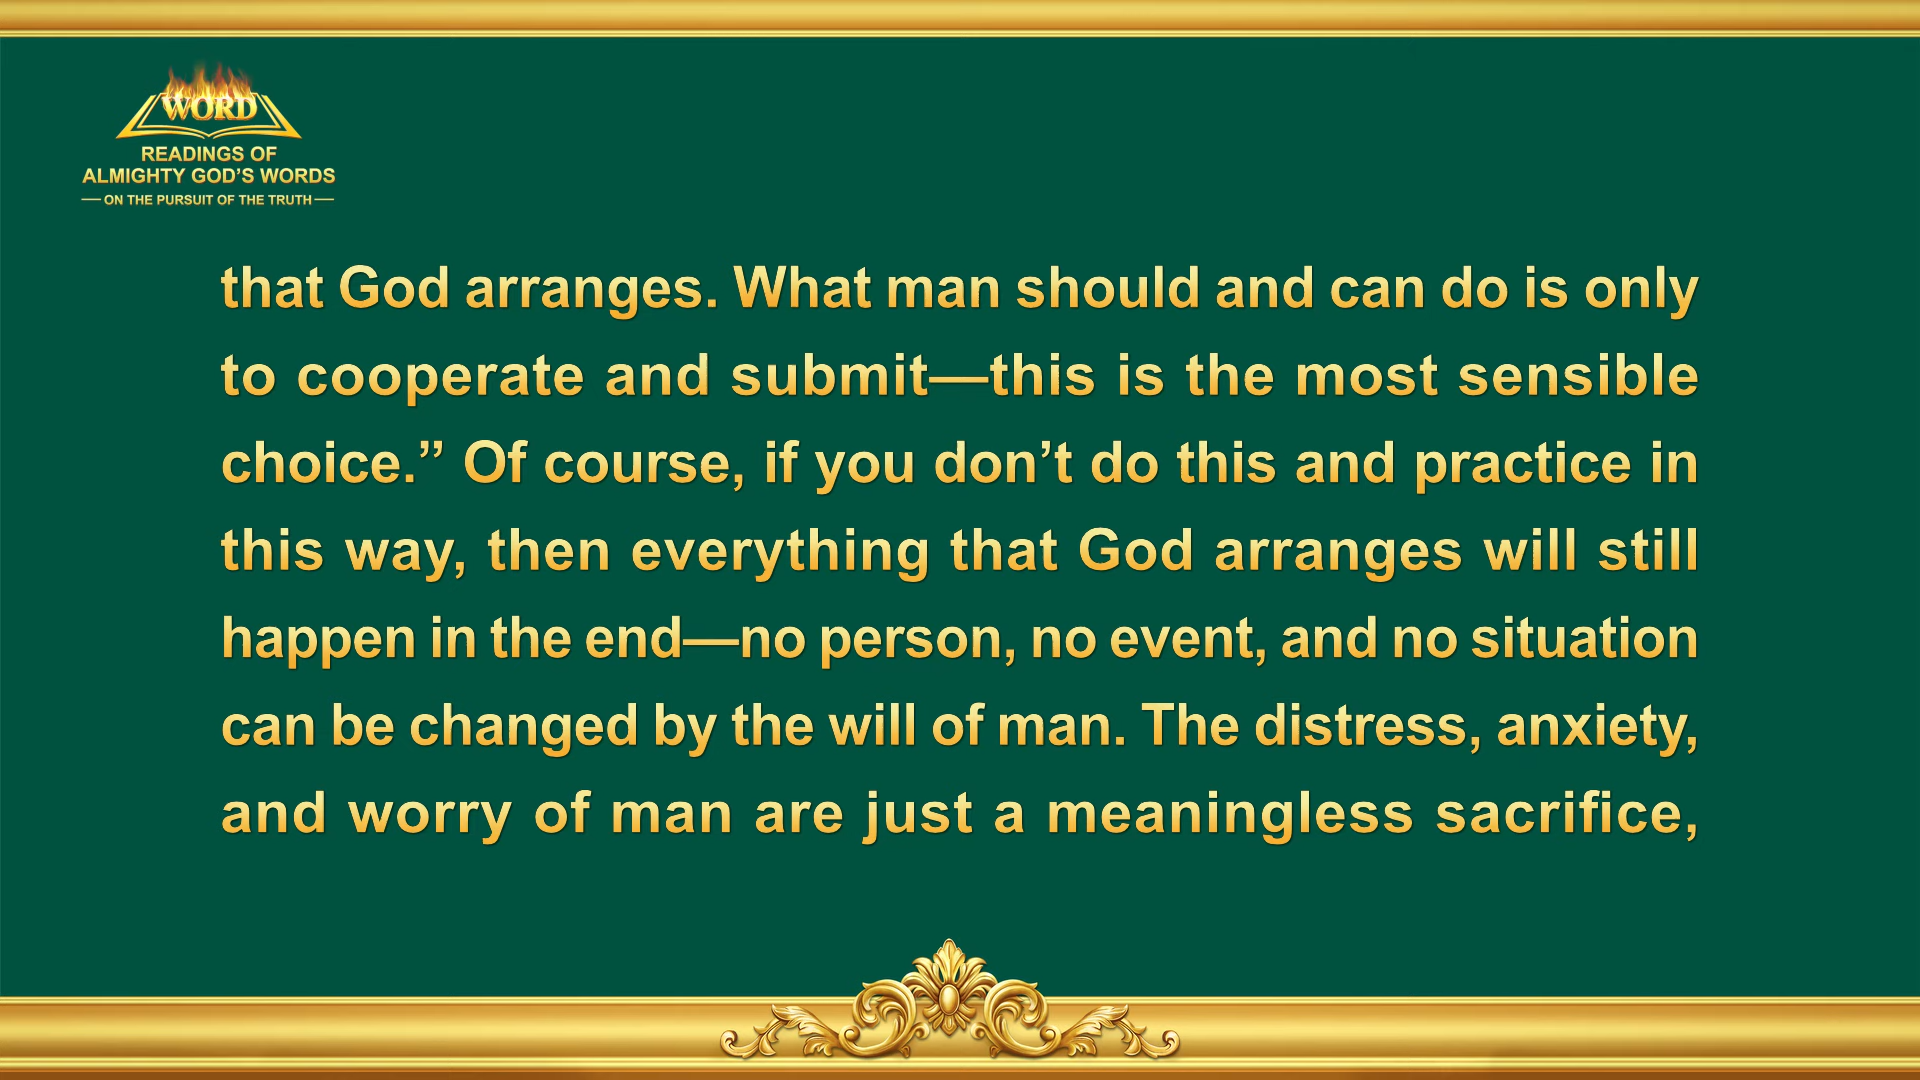 WORD
READINGS OF
ALMIGHTY GOD’S WORDS
— ON THE PURSUIT OF THE TRUTH —
that God arranges. What man should and can do is only
to cooperate and submit—this is the most sensible
choice.” Of course, if you don’t do this and practice in
this way, then everything that God arranges will still
happen in the end—no person, no event, and no situation
can be changed by the will of man. The distress, anxiety,
and worry of man are just a meaningless sacrifice,